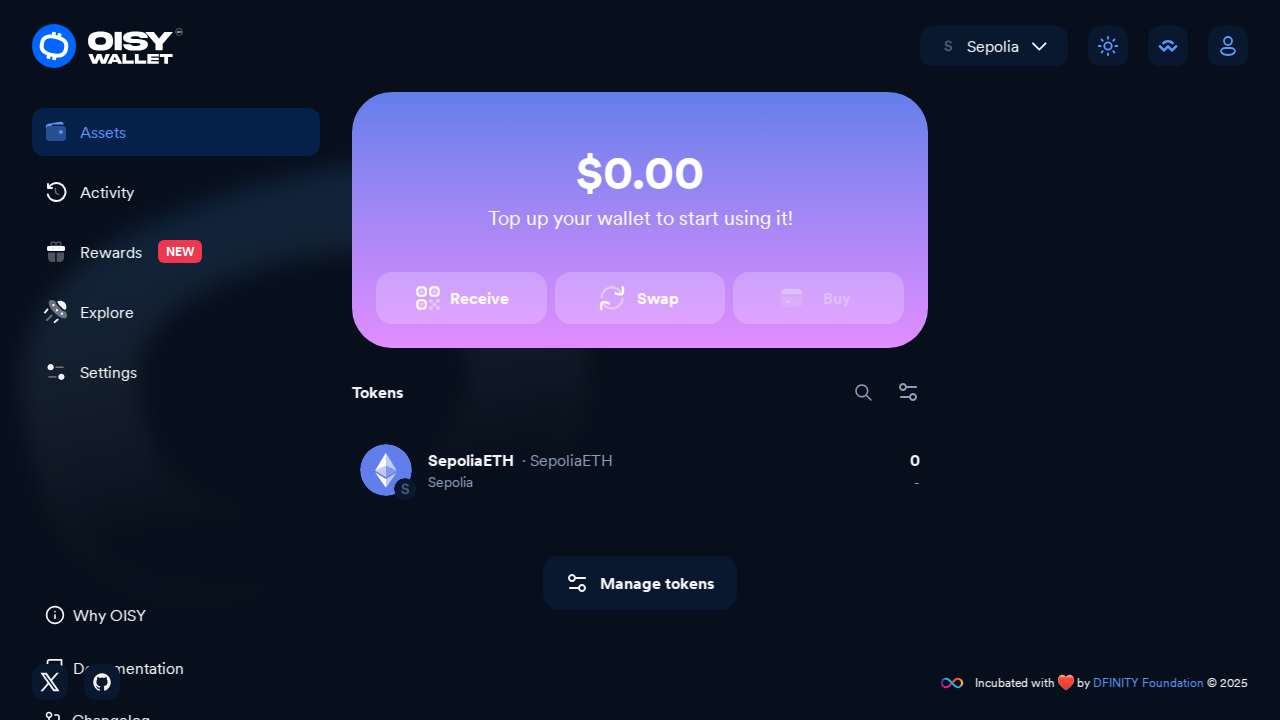 OISY
WALLET
S Sepolia
Assets
Activity
Rewards NEW
Explore
Settings
$0.00
Top up your wallet to start using it!
Receive
Swap
Buy
Tokens
SepoliaETH · SepoliaETH
0
Sepolia
-
S
Manage tokens
Why OISY
Documentation
Changelog
Incubated with ❤️ by DFINITY Foundation © 2025